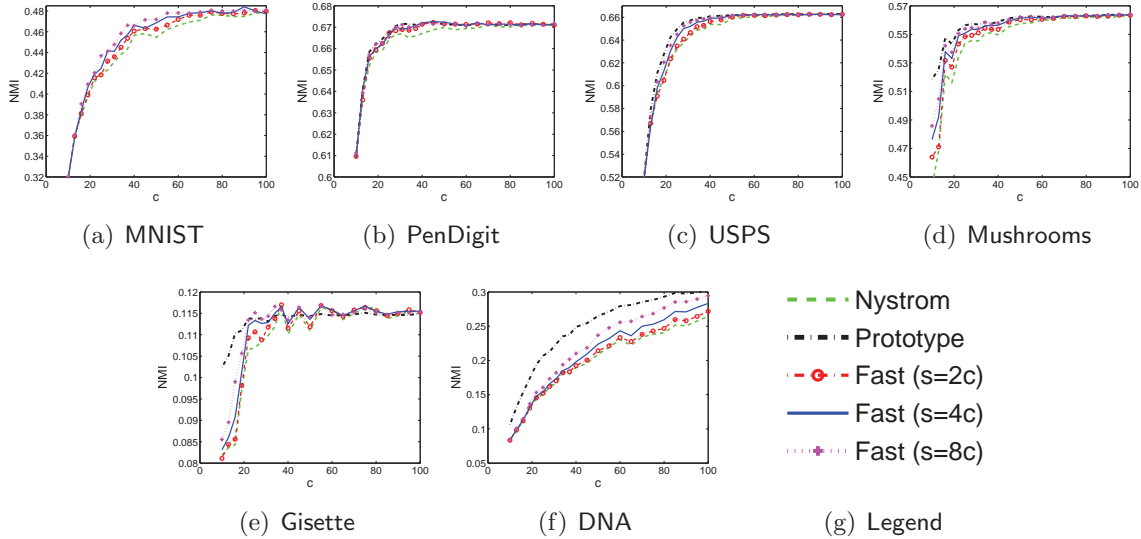 0.48
0.46
0.44
0.42
0.4
0.38
0.36
0.34
0.32
NMI
0 20 40 60 80 100
c
(a) MNIST
0.68
0.67
0.66
0.65
0.64
0.63
0.62
0.61
0.6
NMI
0 20 40 60 80 100
c
(b) PenDigit
0.66
0.64
0.62
0.6
0.58
0.56
0.54
0.52
NMI
0 20 40 60 80 100
c
(c) USPS
0.57
0.55
0.53
0.51
0.49
0.47
0.45
NMI
0 20 40 60 80 100
c
(d) Mushrooms
0.12
0.115
0.11
0.105
0.1
0.095
0.09
0.085
0.08
NMI
0 20 40 60 80 100
c
(e) Gisette
0.3
0.25
0.2
0.15
0.1
0.05
NMI
0 20 40 60 80 100
c
(f) DNA
Nystrom
Prototype
Fast (s=2c)
Fast (s=4c)
Fast (s=8c)
(g) Legend